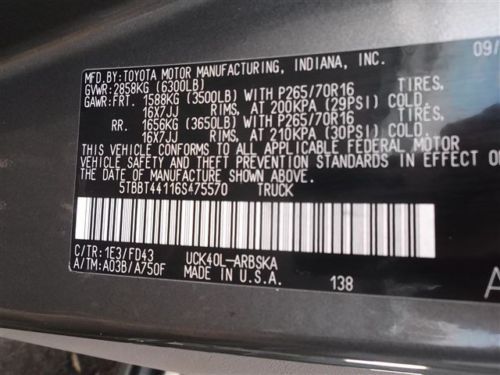 MFD.BY:TOYOTA MOTOR MANUFACTURING, INDIANA, INC.
09/
GVWR:2858KG (6300LB)
GAWR:FRT. 1588KG (3500LB) WITH P265/70R16 TIRES,
16X7JJ RIMS, AT 200KPA (29PSI) COLD.
RR. 1656KG (3650LB) WITH P265/70R16 TIRES,
16X7JJ RIMS, AT 210KPA (30PSI) COLD.
THIS VEHICLE CONFORMS TO ALL APPLICABLE FEDERAL MOTOR
VEHICLE SAFETY AND THEFT PREVENTION STANDARDS IN EFFECT O
THE DATE OF MANUFACTURE SHOWN ABOVE.
5TBBT44116S475570 TRUCK
C/TR:1E3/FD43 UCK40L-ARBSKA
A/TM:A03B/A750F MADE IN U.S.A. 138
A